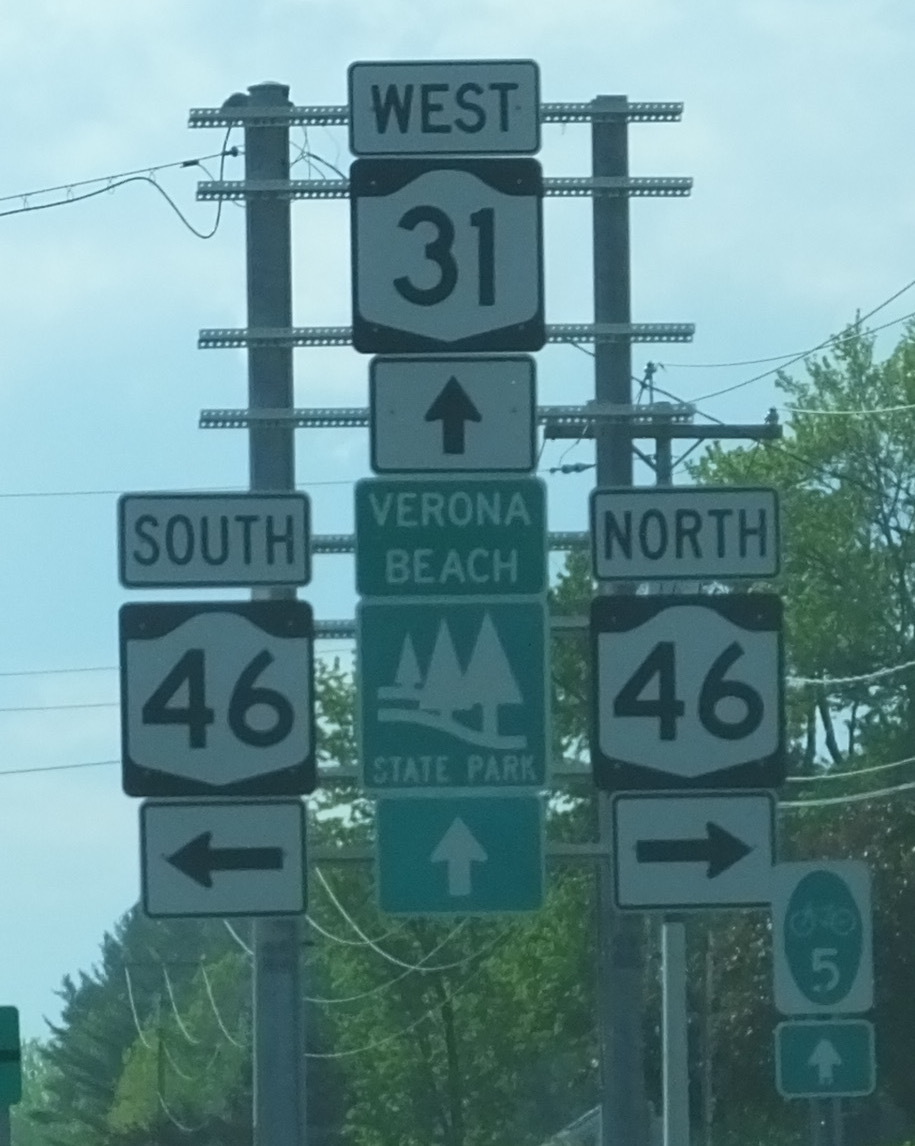 WEST
31
VERONA
BEACH
STATE PARK
SOUTH
46
NORTH
46
5